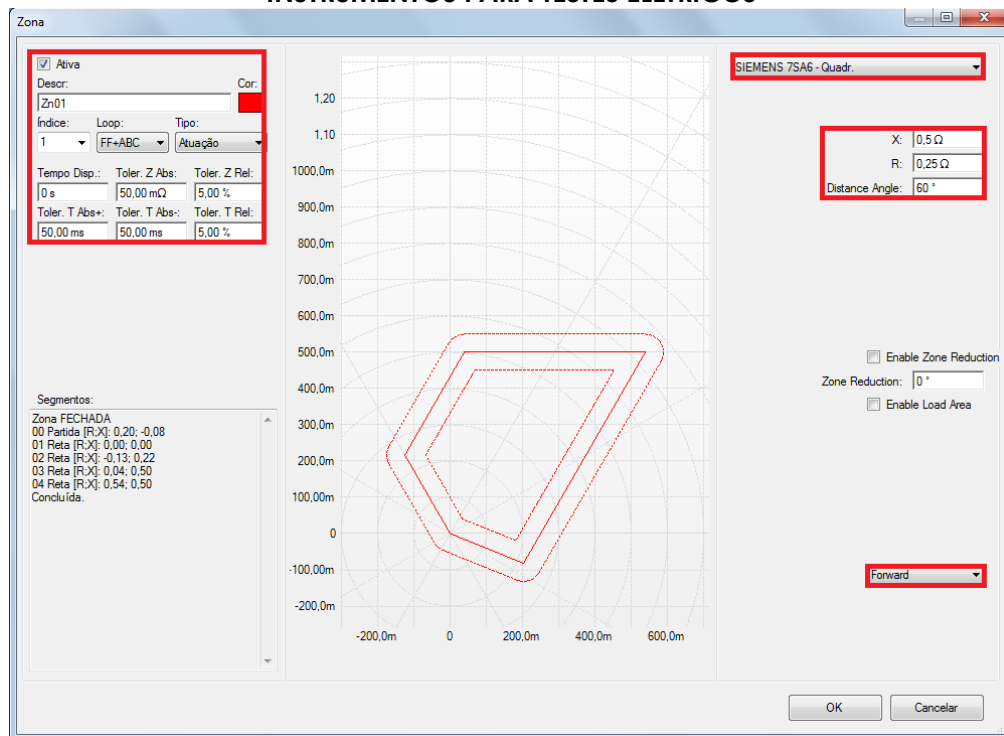 INSTRUMENTOS PARA TESTES ELÉTRICOS
Zona
Ativa
Descr: Cor:
Zn01
Índice: Loop: Tipo:
1 FF+ABC Atuação
Tempo Disp.: Toler. Z Abs: Toler. Z Rel:
0 s 50,00 mΩ 5,00 %
Toler. T Abs+: Toler. T Abs-: Toler. T Rel:
50,00 ms 50,00 ms 5,00 %
Segmentos:
Zona FECHADA
00 Partida [R;X]: 0,20; -0,08
01 Reta [R;X]: 0,00; 0,00
02 Reta [R;X]: -0,13; 0,22
03 Reta [R;X]: 0,04; 0,50
04 Reta [R;X]: 0,54; 0,50
Concluída.
1,20
1,10
1000,0m
900,0m
800,0m
700,0m
600,0m
500,0m
400,0m
300,0m
200,0m
100,00m
0
-100,00m
-200,0m
-200,0m 0 200,0m 400,0m 600,0m
SIEMENS 7SA6 - Quadr.
X: 0,5 Ω
R: 0,25 Ω
Distance Angle: 60 °
Enable Zone Reduction
Zone Reduction: 0 °
Enable Load Area
Forward
OK Cancelar